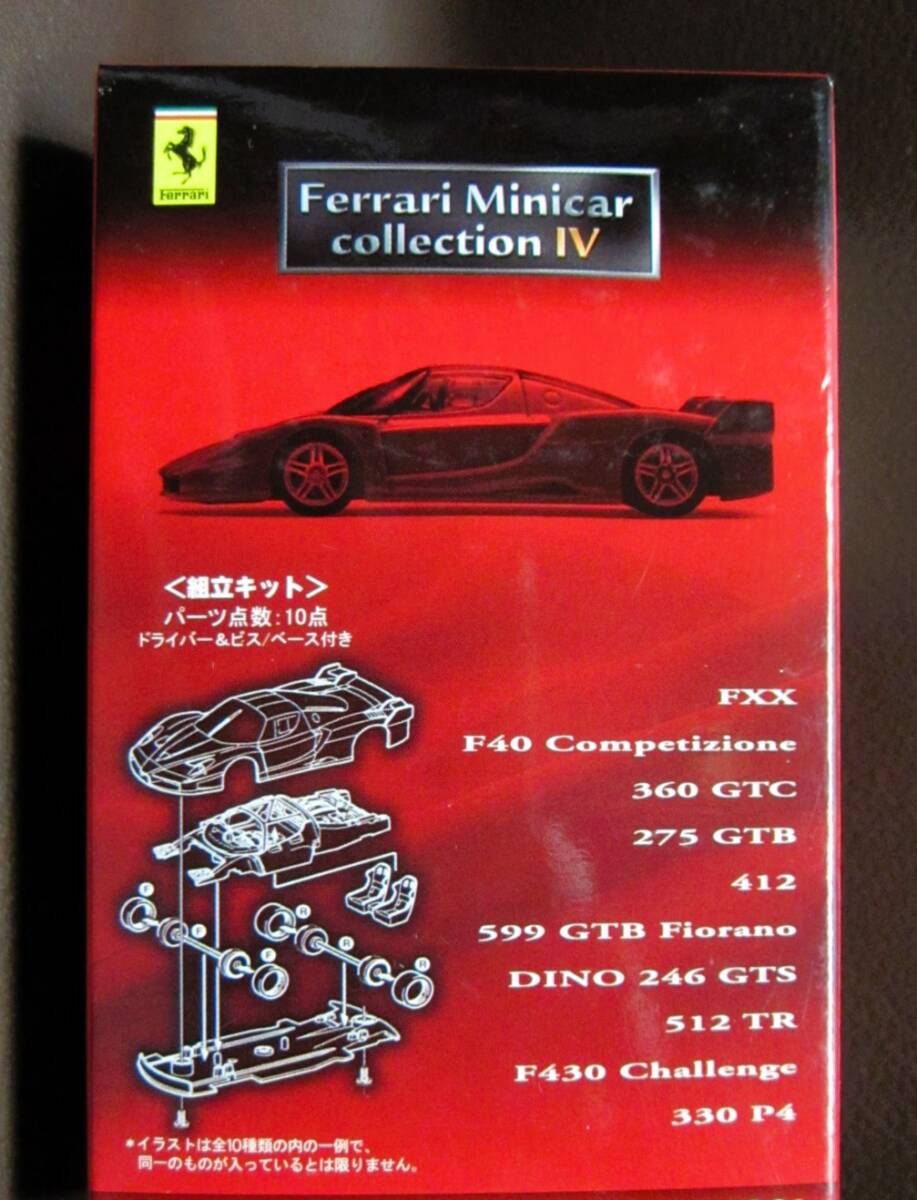 Ferrari
Ferrari Minicar
collection IV
<組立キット>
パーツ点数:10点
ドライバー&ビス/ベース付き
FXX
F40 Competizione
360 GTC
275 GTB
412
599 GTB Fiorano
DINO 246 GTS
512 TR
F430 Challenge
330 P4
F
F
F
R
R
R
*イラストは全10種類の内の一例で、
同一のものが入っているとは限りません。